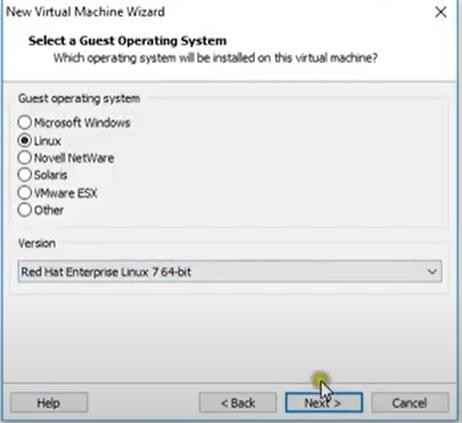 New Virtual Machine Wizard
Select a Guest Operating System
Which operating system will be installed on this virtual machine?
Guest operating system
Microsoft Windows
Linux
Novell NetWare
Solaris
VMware ESX
Other
Version
Red Hat Enterprise Linux 7 64-bit
Help
< Back
Next >
Cancel